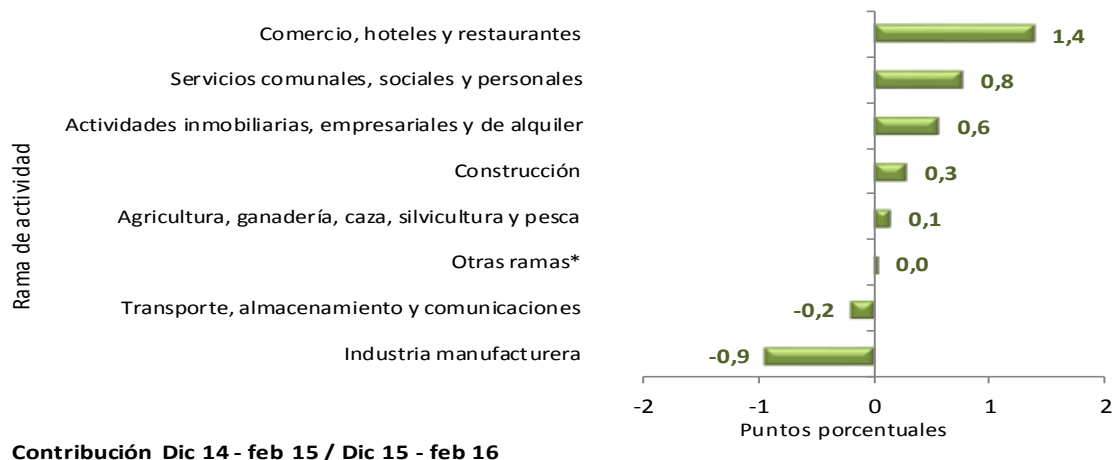 Rama de actividad
Comercio, hoteles y restaurantes 1,4
Servicios comunales, sociales y personales 0,8
Actividades inmobiliarias, empresariales y de alquiler 0,6
Construcción 0,3
Agricultura, ganadería, caza, silvicultura y pesca 0,1
Otras ramas* 0,0
Transporte, almacenamiento y comunicaciones -0,2
Industria manufacturera -0,9
-2 -1 0 1 2
Puntos porcentuales
Contribución Dic 14 - feb 15 / Dic 15 - feb 16